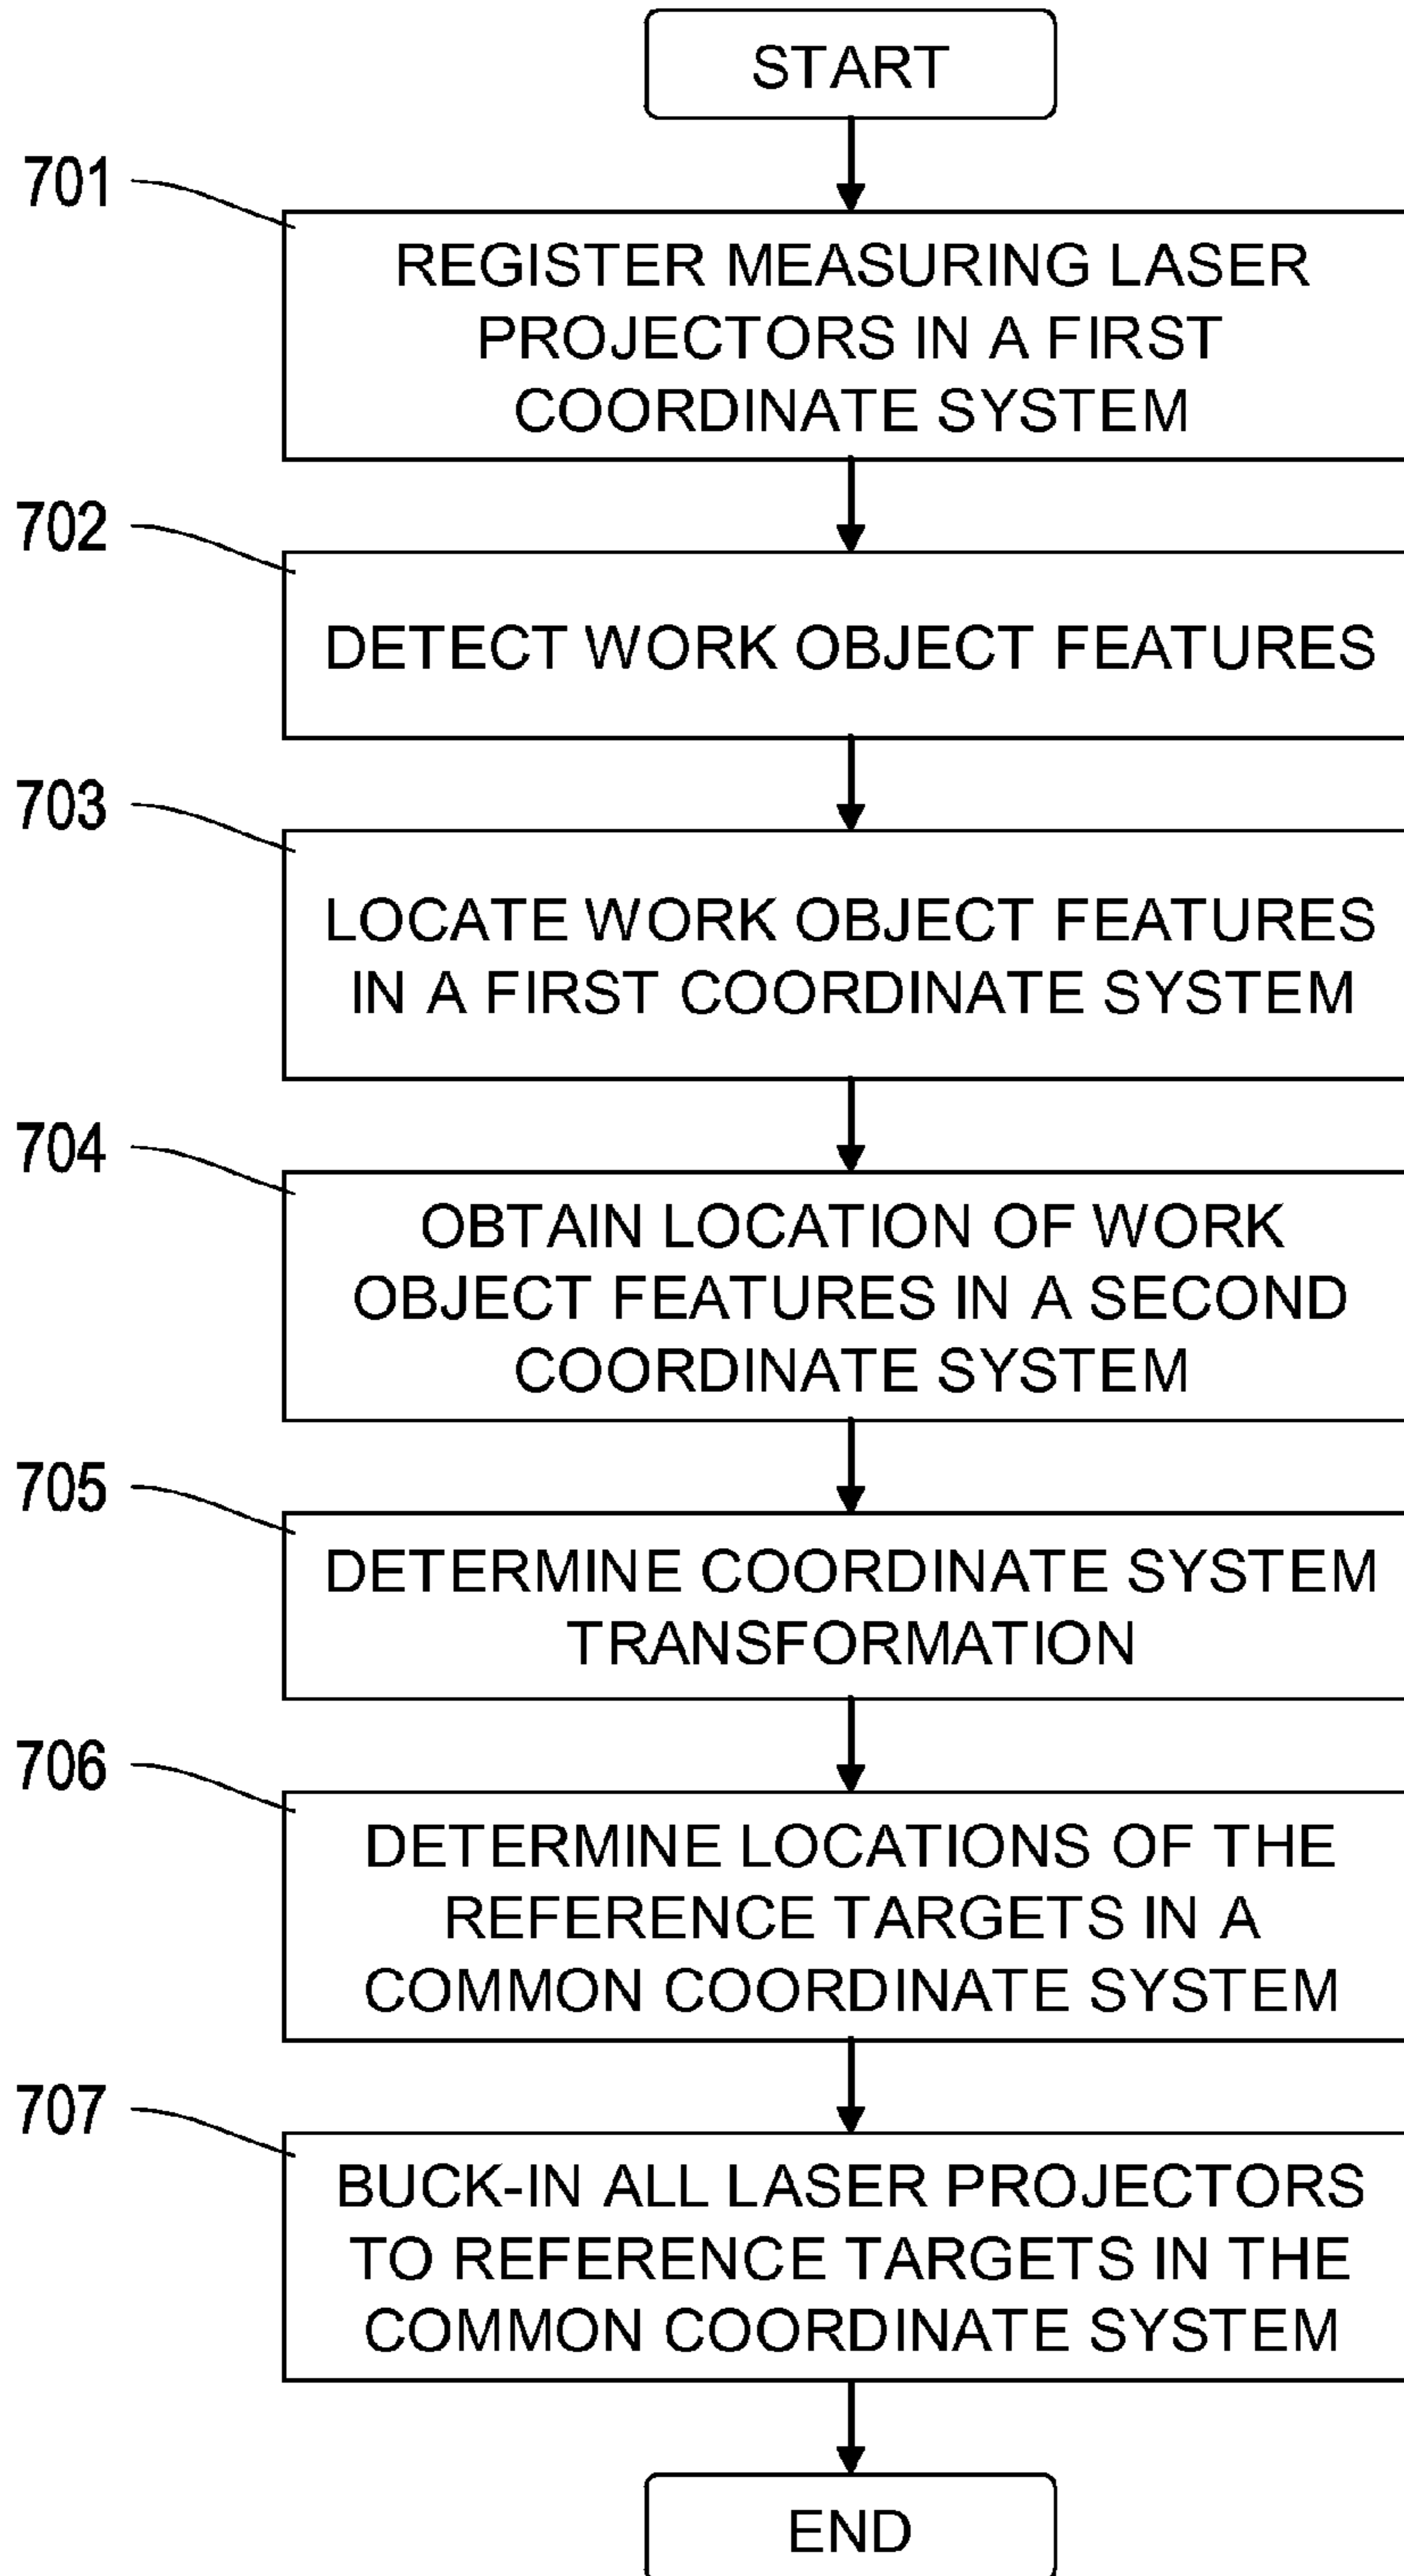 START
701
REGISTER MEASURING LASER
PROJECTORS IN A FIRST
COORDINATE SYSTEM
702
DETECT WORK OBJECT FEATURES
703
LOCATE WORK OBJECT FEATURES
IN A FIRST COORDINATE SYSTEM
704
OBTAIN LOCATION OF WORK
OBJECT FEATURES IN A SECOND
COORDINATE SYSTEM
705
DETERMINE COORDINATE SYSTEM
TRANSFORMATION
706
DETERMINE LOCATIONS OF THE
REFERENCE TARGETS IN A
COMMON COORDINATE SYSTEM
707
BUCK-IN ALL LASER PROJECTORS
TO REFERENCE TARGETS IN THE
COMMON COORDINATE SYSTEM
END